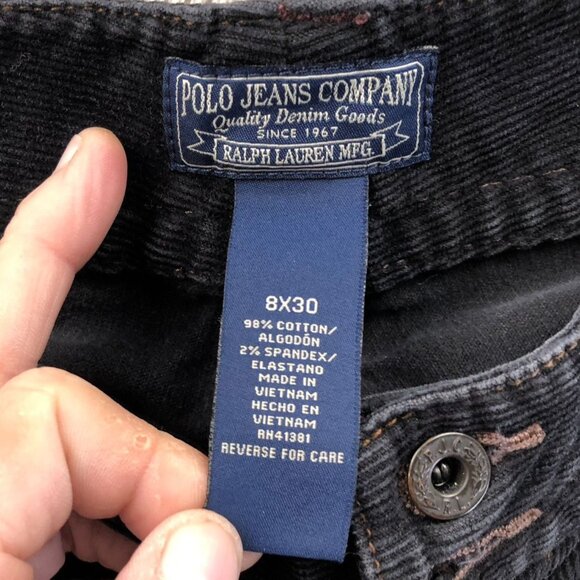 POLO JEANS COMPANY
Quality Denim Goods
SINCE 1967
RALPH LAUREN MFG.
8X30
98% COTTON/
ALGODÓN
2% SPANDEX/
ELASTANO
MADE IN
VIETNAM
HECHO EN
VIETNAM
RN41381
REVERSE FOR CARE